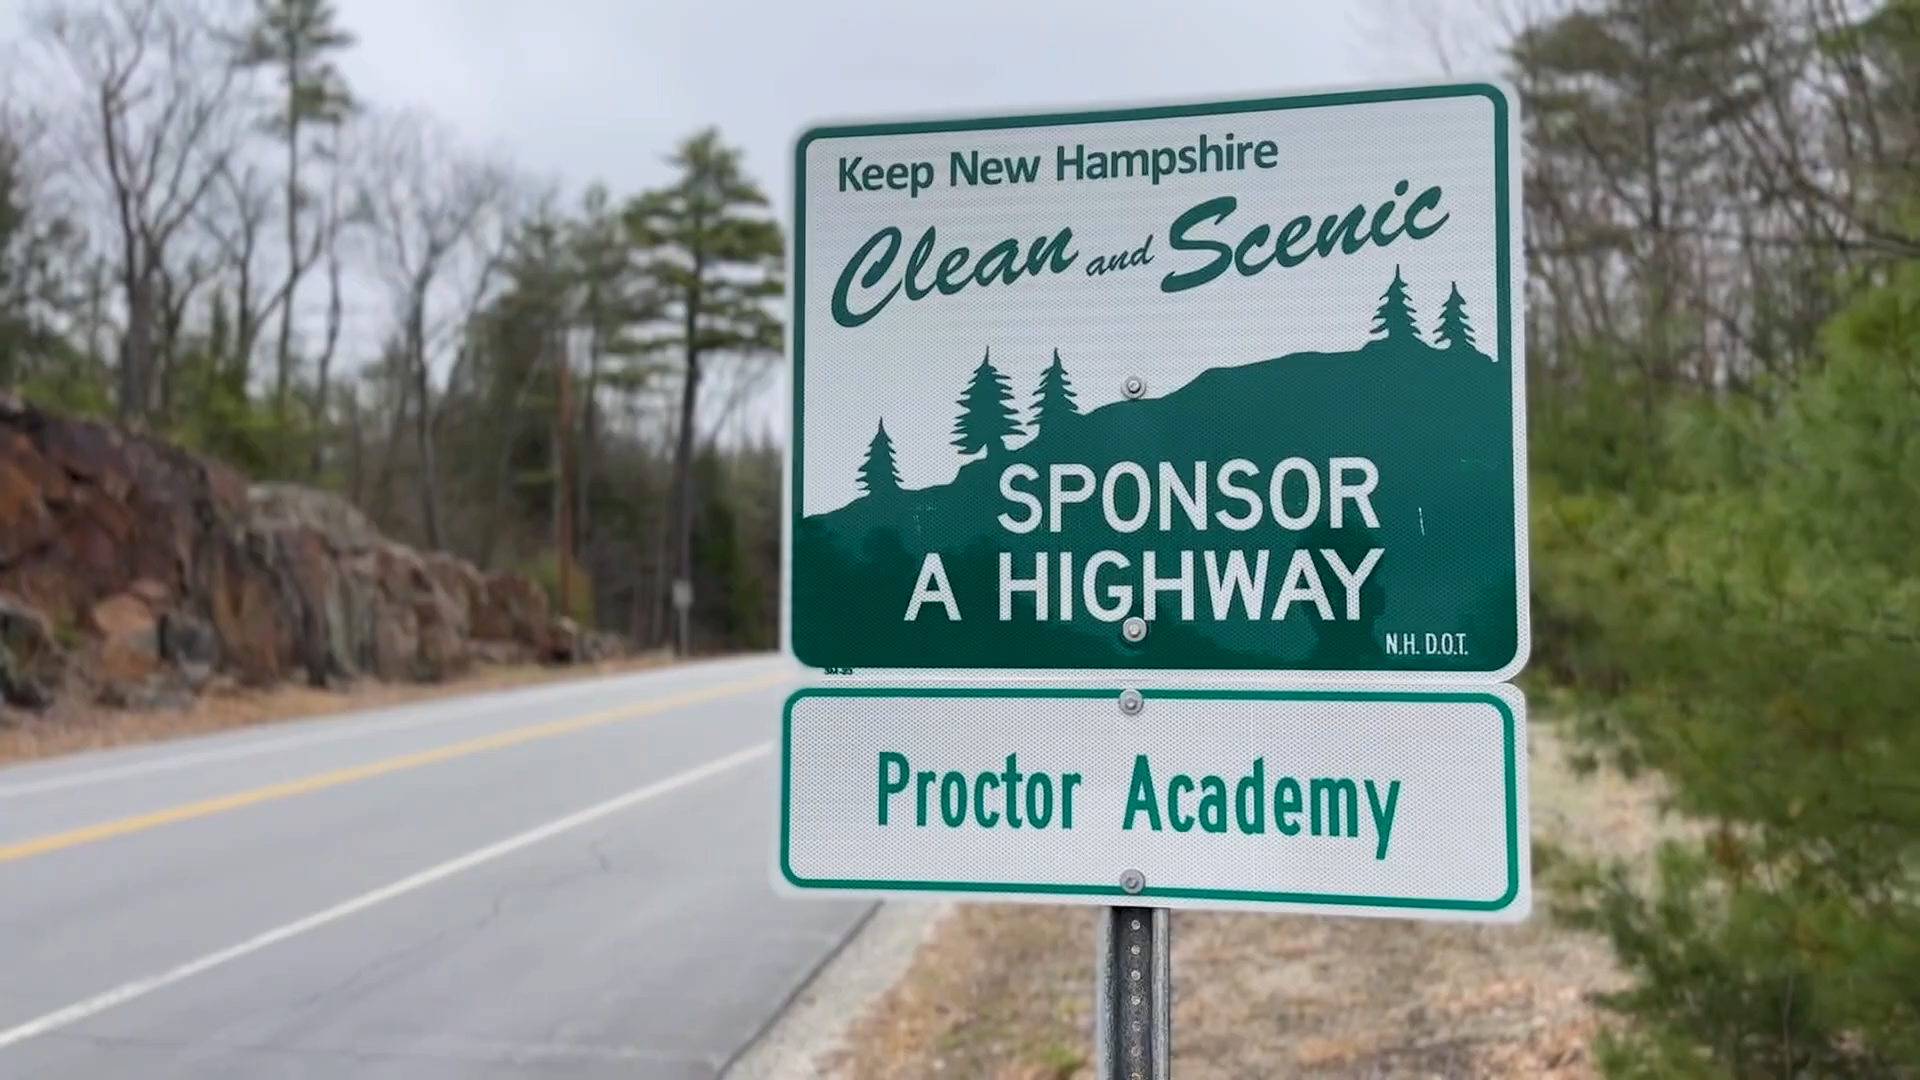 Keep New Hampshire
Clean and Scenic
SPONSOR
A HIGHWAY
N.H. D.O.T.
Proctor Academy